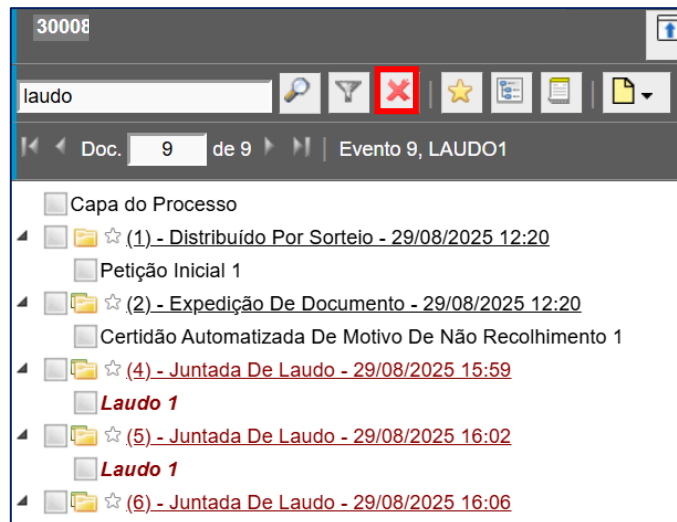 30008
laudo
Doc. 9 de 9 Evento 9, LAUDO1
Capa do Processo
(1) - Distribuído Por Sorteio - 29/08/2025 12:20
Petição Inicial 1
(2) - Expedição De Documento - 29/08/2025 12:20
Certidão Automatizada De Motivo De Não Recolhimento 1
(4) - Juntada De Laudo - 29/08/2025 15:59
Laudo 1
(5) - Juntada De Laudo - 29/08/2025 16:02
Laudo 1
(6) - Juntada De Laudo - 29/08/2025 16:06